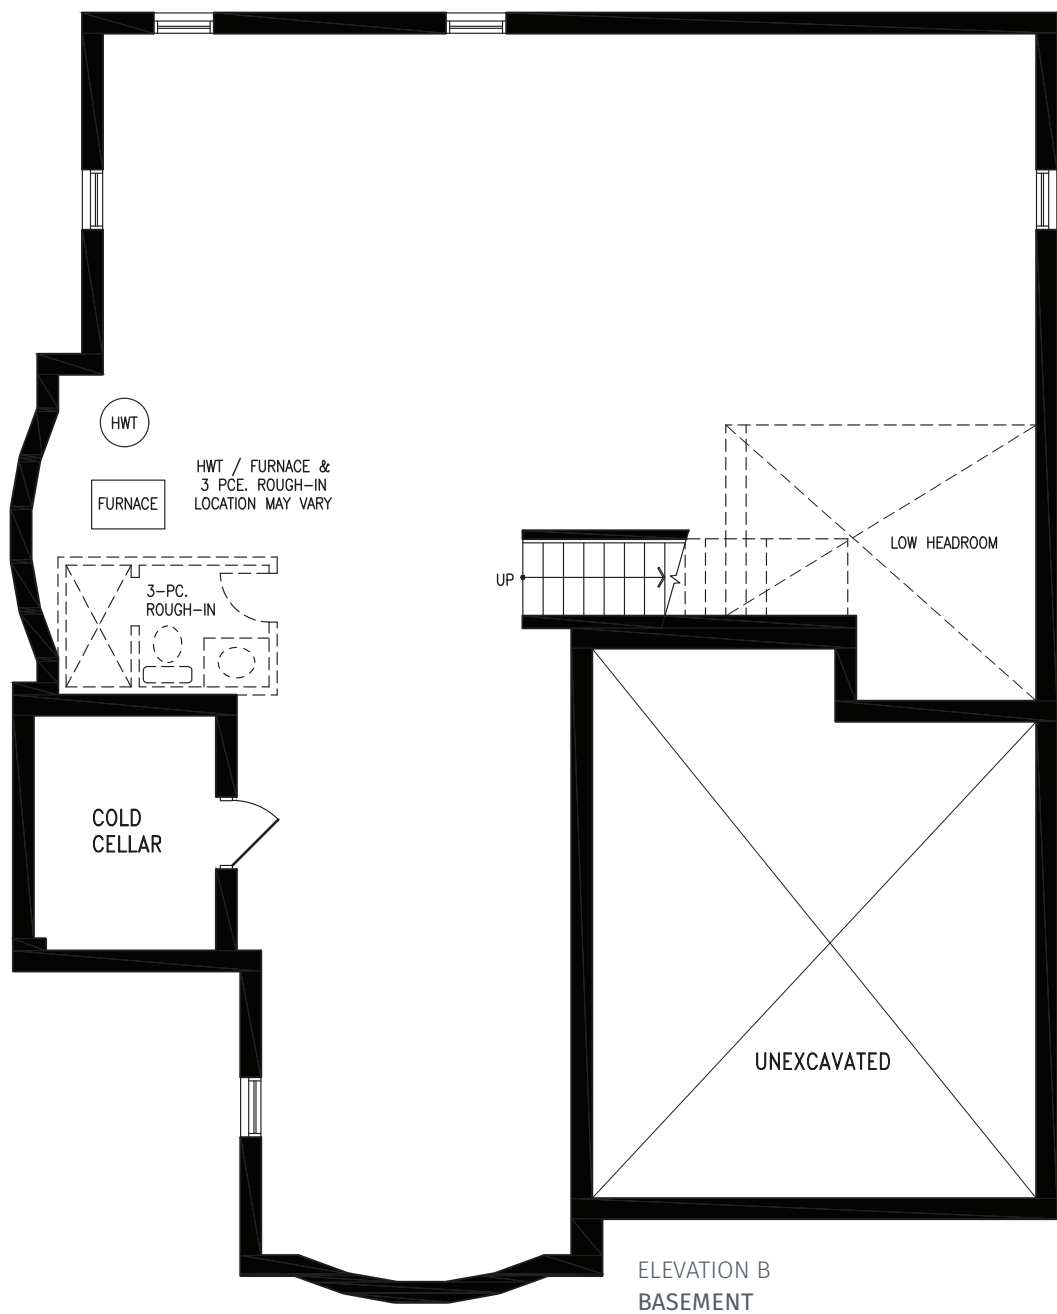 HWT
HWT / FURNACE &
3 PCE. ROUGH-IN
LOCATION MAY VARY
FURNACE
LOW HEADROOM
UP
3-PC.
ROUGH-IN
COLD
CELLAR
UNEXCAVATED
ELEVATION B
BASEMENT